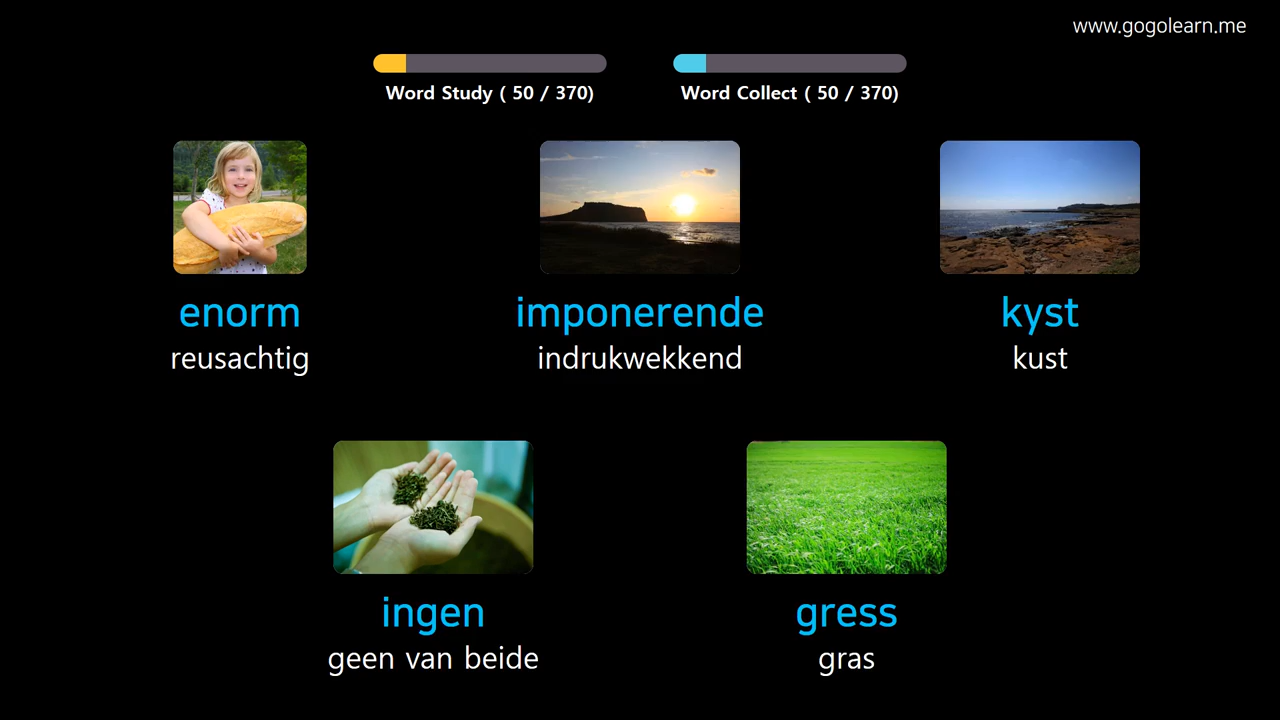 www.gogolearn.me
Word Study ( 50 / 370)
Word Collect ( 50 / 370)
enorm
reusachtig
imponerende
indrukwekkend
kyst
kust
ingen
geen van beide
gress
gras